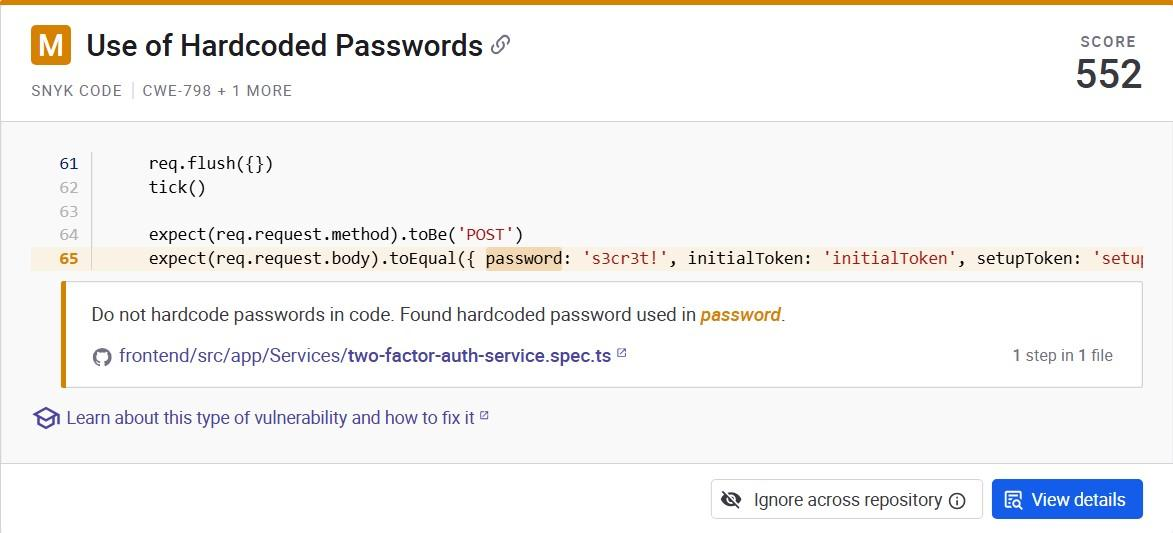 M Use of Hardcoded Passwords
SCORE
552
SNYK CODE | CWE-798 + 1 MORE
61 req.flush({})
62 tick()
63
64 expect(req.request.method).toBe('POST')
65 expect(req.request.body).toEqual({ password: 's3cr3t!', initialToken: 'initialToken', setupToken: 'setup
Do not hardcode passwords in code. Found hardcoded password used in password.
frontend/src/app/Services/two-factor-auth-service.spec.ts
1 step in 1 file
Learn about this type of vulnerability and how to fix it
Ignore across repository
View details